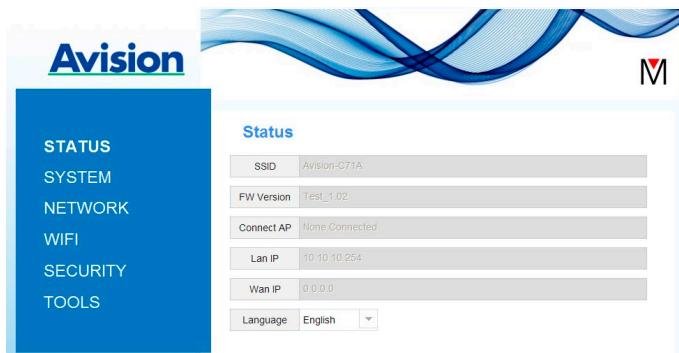 Avision
M
STATUS
SYSTEM
NETWORK
WIFI
SECURITY
TOOLS
Status
SSID Avision-C71A
FW Version Test_1.02
Connect AP None Connected
Lan IP 10.10.10.254
Wan IP 0.0.0.0
Language English